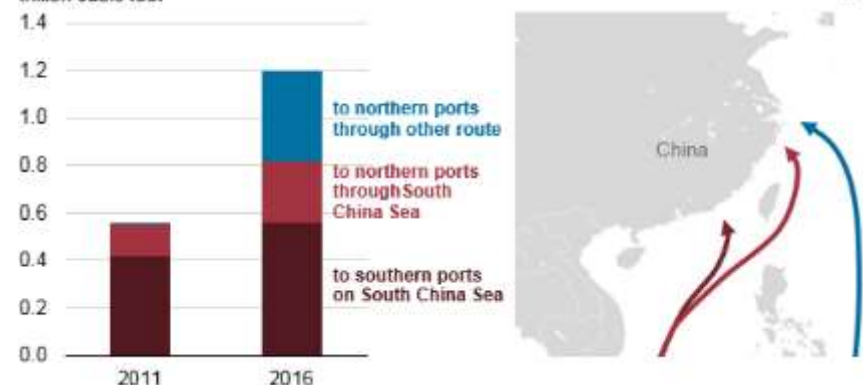 1.4
1.2
1.0
0.8
0.6
0.4
0.2
0.0
2011
2016
to northern ports
through other route
to northern ports
through South
China Sea
to southern ports
on South China Sea
China